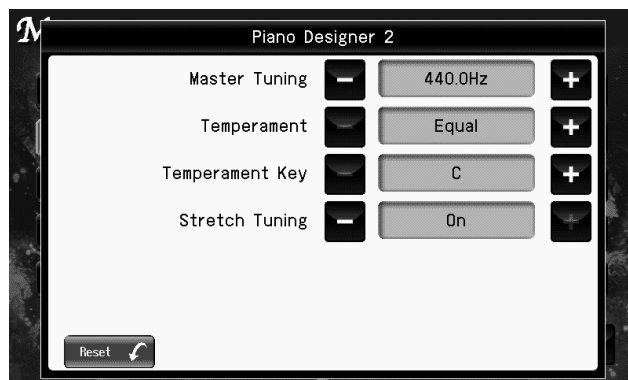 Piano Designer 2
Master Tuning − 440.0Hz +
Temperament − Equal +
Temperament Key − C +
Stretch Tuning − On +
Reset